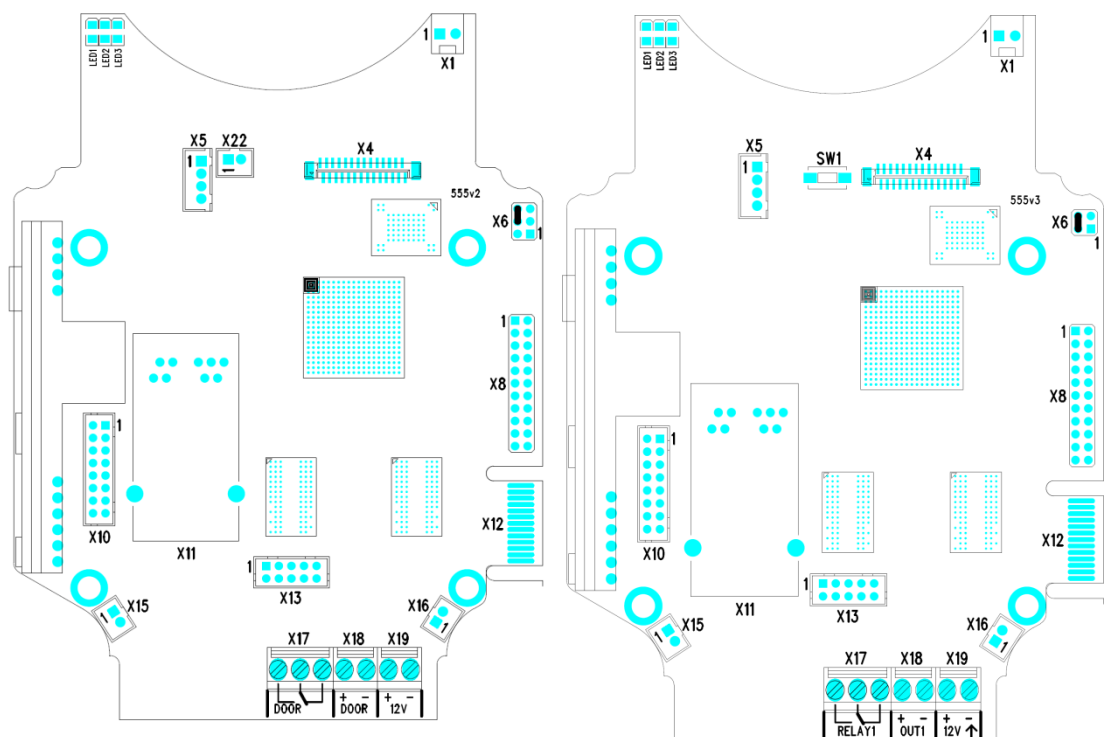 LED1
LED2
LED3
1
X1
X5
X22
X4
1
1
555v2
X6
1
1
X8
1
X10
X11
X12
1
X13
1
X15
X16
1
X17
X18
X19
DOOR
+ −
DOOR
+ −
12V
LED1
LED2
LED3
1
X1
X5
SW1
X4
1
555v3
X6
1
1
X8
1
X10
X11
X12
1
X13
1
X15
X16
1
X17
X18
X19
RELAY1
+ −
OUT1
+ −
12V ↑